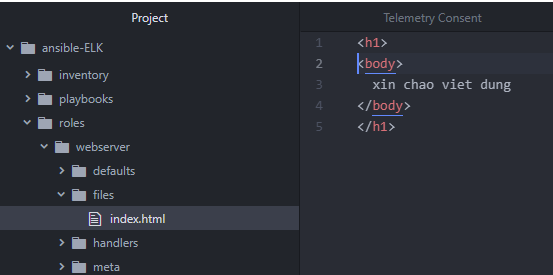 Project
ansible-ELK
inventory
playbooks
roles
webserver
defaults
files
index.html
handlers
meta
Telemetry Consent
1 <h1>
2 <body>
3 xin chao viet dung
4 </body>
5 </h1>